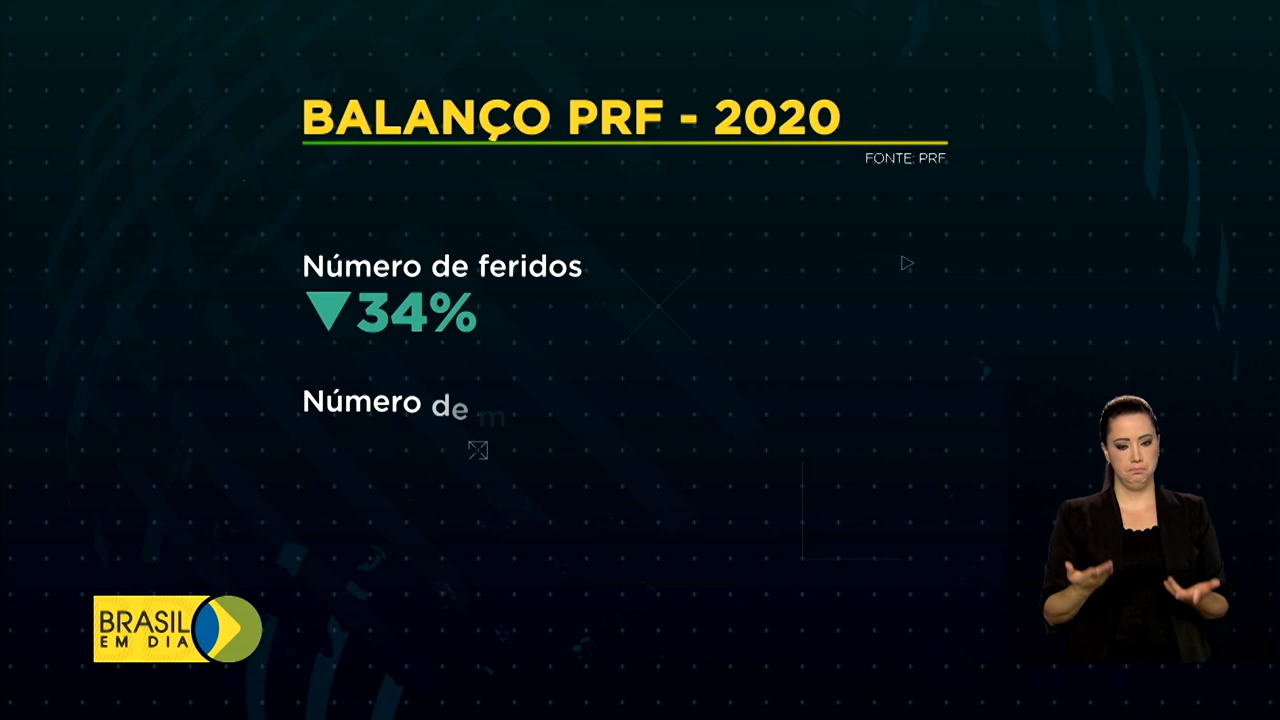 BALANÇO PRF - 2020
FONTE: PRF
Número de feridos
▼34%
Número de m
BRASIL
EM DIA